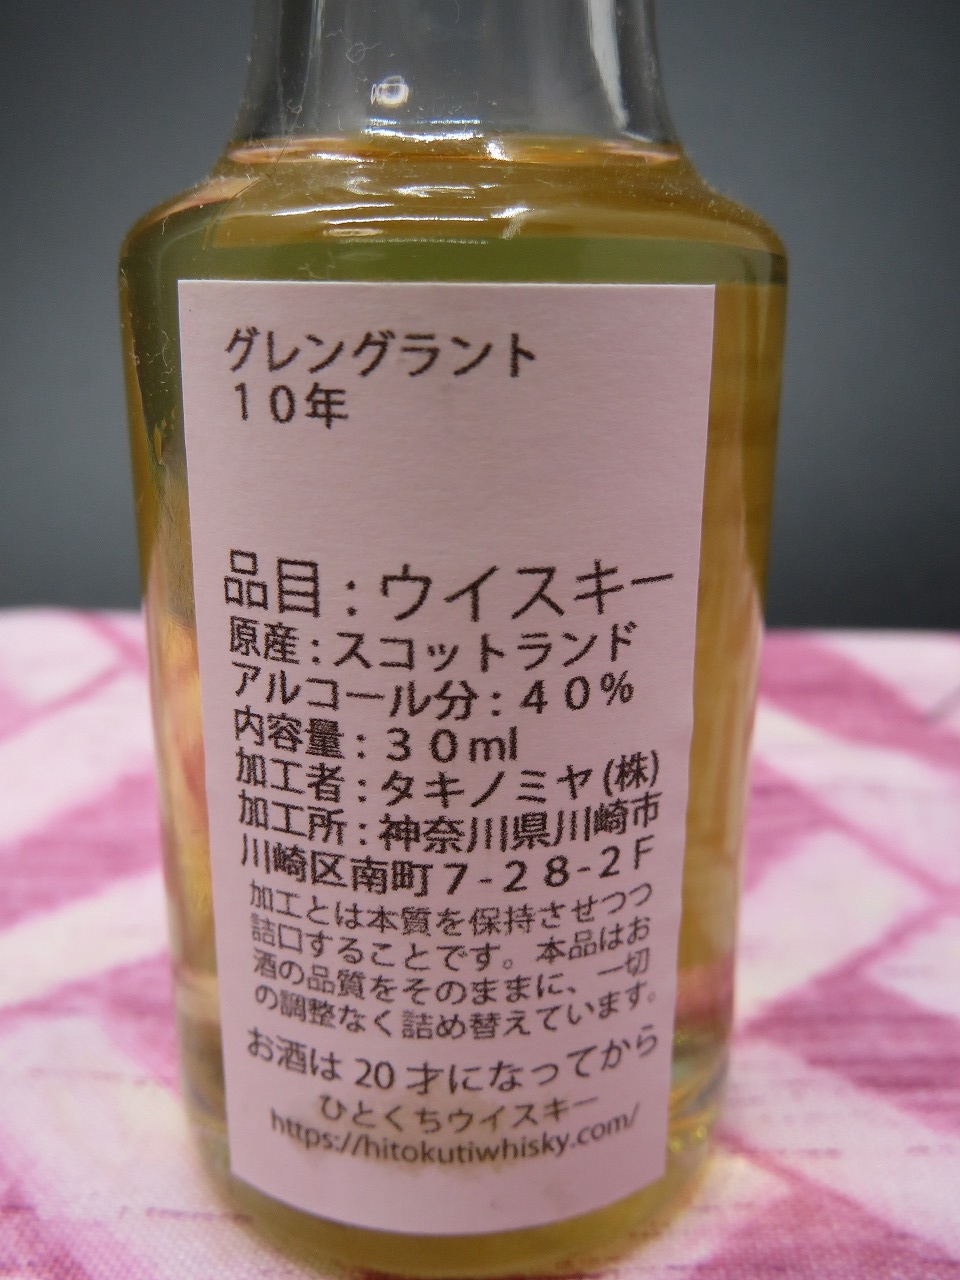 グレングラント
１０年
品目：ウイスキー
原産：スコットランド
アルコール分：４０％
内容量：３０ml
加工者：タキノミヤ(株)
加工所：神奈川県川崎市
川崎区南町７-２８-２F
加工とは本質を保持させつつ
詰口することです。本品はお
酒の品質をそのままに、一切
の調整なく詰め替えています。
お酒は 20 才になってから
ひとくちウイスキー
https://hitokutiwhisky.com/